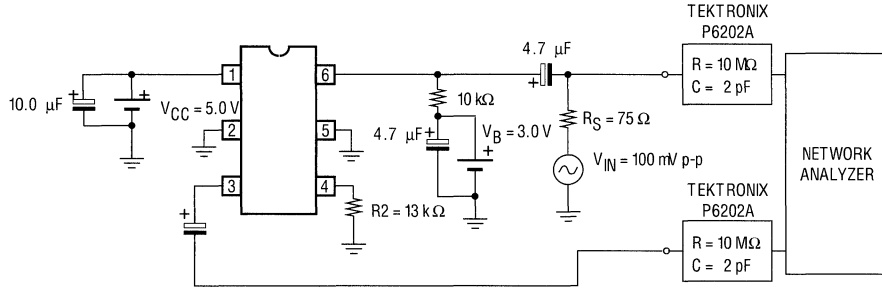 TEKTRONIX
P6202A
R = 10 MΩ
C = 2 pF
4.7 µF
+
1
6
10.0 µF
+
+
V_CC = 5.0 V
10 kΩ
R_S = 75 Ω
2
5
4.7 µF
+
V_B = 3.0 V
+
V_IN = 100 mV p-p
NETWORK
ANALYZER
3
4
+
R2 = 13 k Ω
TEKTRONIX
P6202A
R = 10 MΩ
C = 2 pF